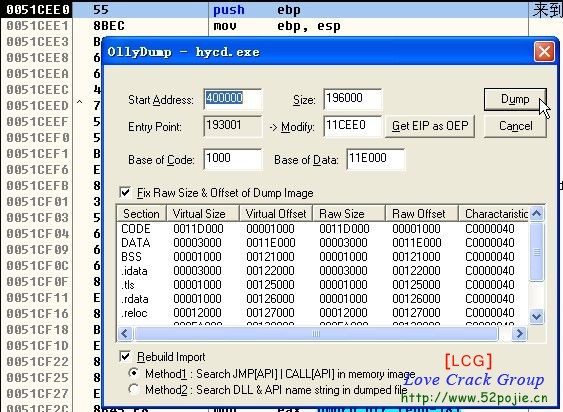 0051CEE0 55 push ebp 来到
0051CEE1 8BEC mov ebp, esp
0051CEE3 B
0051CEE8
0051CEEA 6
0051CEEC 4
0051CEED ^ 7
0051CEEF 5
0051CEF0 5
0051CEF1 B
0051CEF6 E
0051CEFB 8
0051CF01 3
0051CF03 5
0051CF04 6
0051CF09 6
0051CF0C 8
0051CF0F 8
0051CF11 E
0051CF16 8
0051CF18 B
0051CF1D E
0051CF22 8
0051CF25 5
0051CF27 E
0051CF2C
OllyDump - hycd.exe
Start Address: 400000 Size: 196000 Dump
Entry Point: 193001 -> Modify: 11CEE0 Get EIP as OEP Cancel
Base of Code: 1000 Base of Data: 11E000
Fix Raw Size & Offset of Dump Image
Section Virtual Size Virtual Offset Raw Size Raw Offset Charactaristic
CODE 0011D000 00001000 0011D000 00001000 C0000040
DATA 00003000 0011E000 00003000 0011E000 C0000040
BSS 00001000 00121000 00001000 00121000 C0000040
.idata 00003000 00122000 00003000 00122000 C0000040
.tls 00001000 00125000 00001000 00125000 C0000040
.rdata 00001000 00126000 00001000 00126000 C0000040
.reloc 00012000 00127000 00012000 00127000 C0000040
Rebuild Import
Method1 : Search JMP[API] | CALL[API] in memory image
Method2 : Search DLL & API name string in dumped file
[LCG]
Love Crack Group
http://www.52pojie.cn